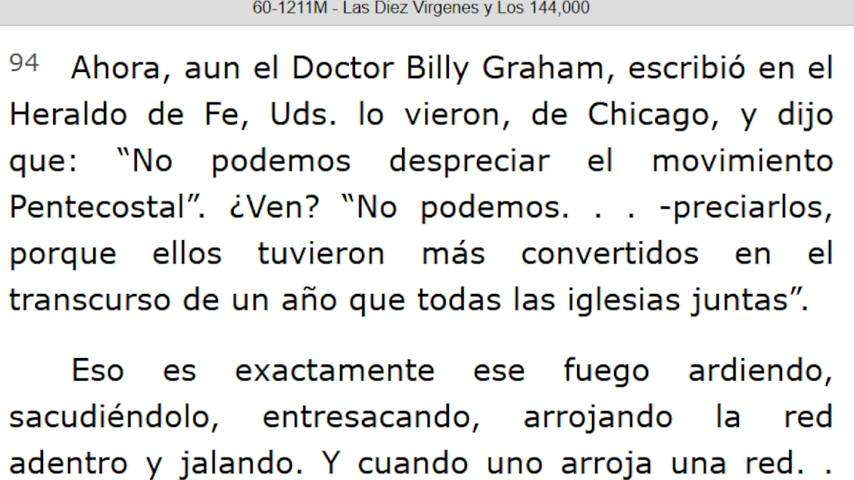 60-1211M - Las Diez Virgenes y Los 144,000
94 Ahora, aun el Doctor Billy Graham, escribió en el
Heraldo de Fe, Uds. lo vieron, de Chicago, y dijo
que: “No podemos despreciar el movimiento
Pentecostal”. ¿Ven? “No podemos. . . -preciarlos,
porque ellos tuvieron más convertidos en el
transcurso de un año que todas las iglesias juntas”.
Eso es exactamente ese fuego ardiendo,
sacudiéndolo, entresacando, arrojando la red
adentro y jalando. Y cuando uno arroja una red. .